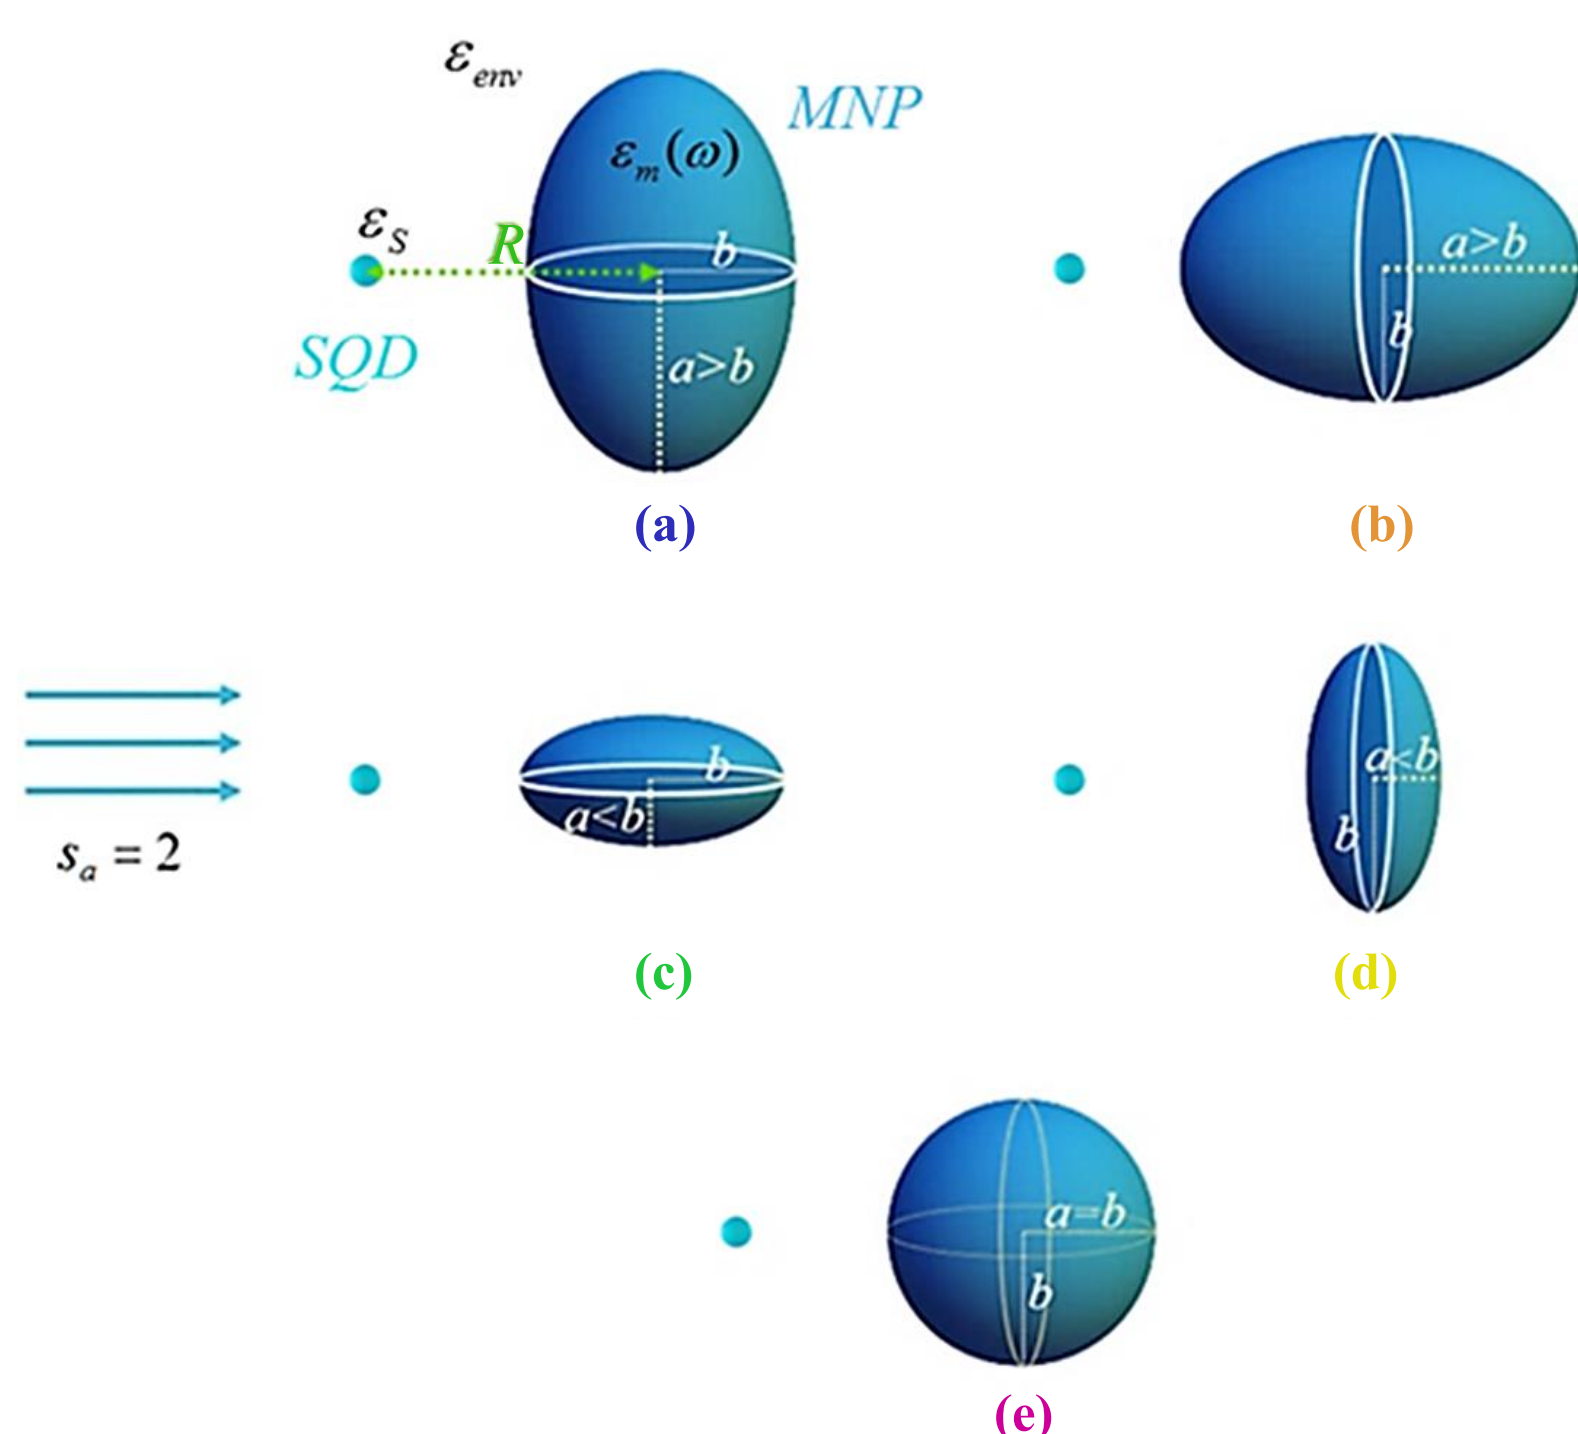 ε_env
MNP
ε_m(ω)
ε_S
R
b
SQD
a>b
(a)
a>b
b
(b)
s_a = 2
b
a<b
(c)
a<b
b
(d)
a=b
b
(e)